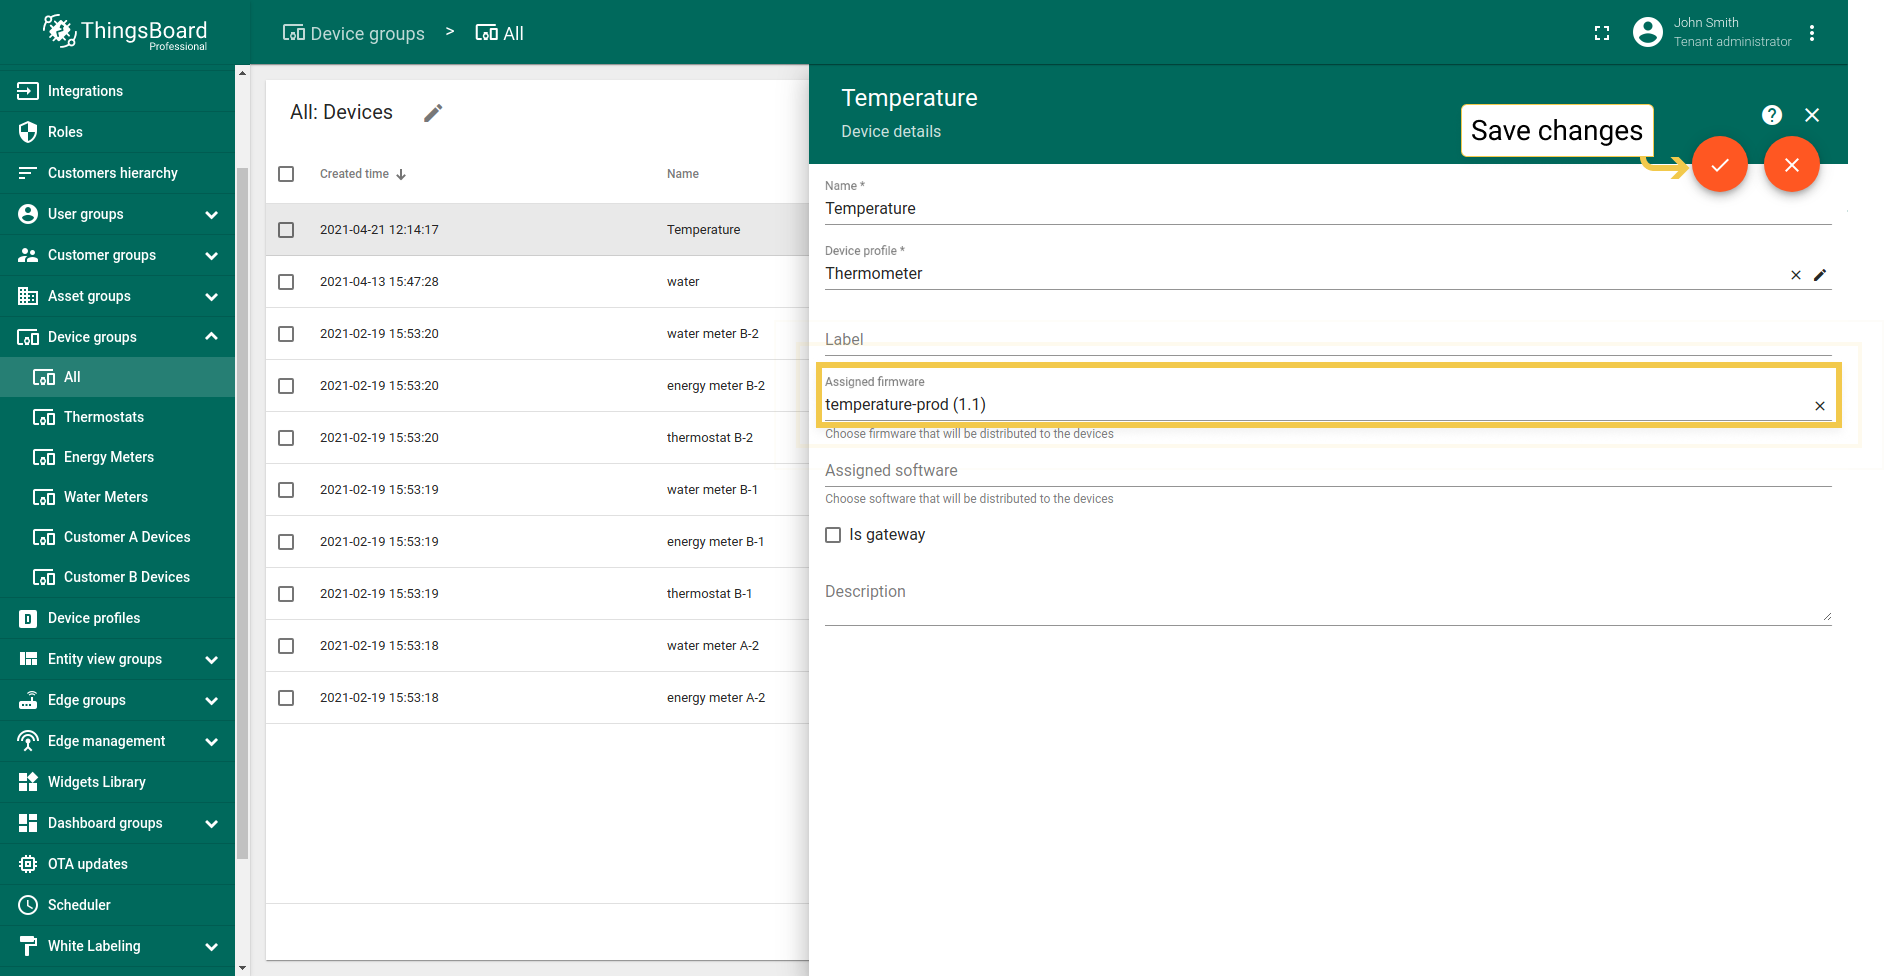 ThingsBoard
Professional
Device groups > All
John Smith
Tenant administrator
Integrations
Roles
Customers hierarchy
User groups
Customer groups
Asset groups
Device groups
All
Thermostats
Energy Meters
Water Meters
Customer A Devices
Customer B Devices
Device profiles
Entity view groups
Edge groups
Edge management
Widgets Library
Dashboard groups
OTA updates
Scheduler
White Labeling
All: Devices
Created time Name
2021-04-21 12:14:17 Temperature
2021-04-13 15:47:28 water
2021-02-19 15:53:20 water meter B-2
2021-02-19 15:53:20 energy meter B-2
2021-02-19 15:53:20 thermostat B-2
2021-02-19 15:53:19 water meter B-1
2021-02-19 15:53:19 energy meter B-1
2021-02-19 15:53:19 thermostat B-1
2021-02-19 15:53:18 water meter A-2
2021-02-19 15:53:18 energy meter A-2
Temperature
Device details
Save changes
Name *
Temperature
Device profile *
Thermometer
Label
Assigned firmware
temperature-prod (1.1)
Choose firmware that will be distributed to the devices
Assigned software
Choose software that will be distributed to the devices
Is gateway
Description